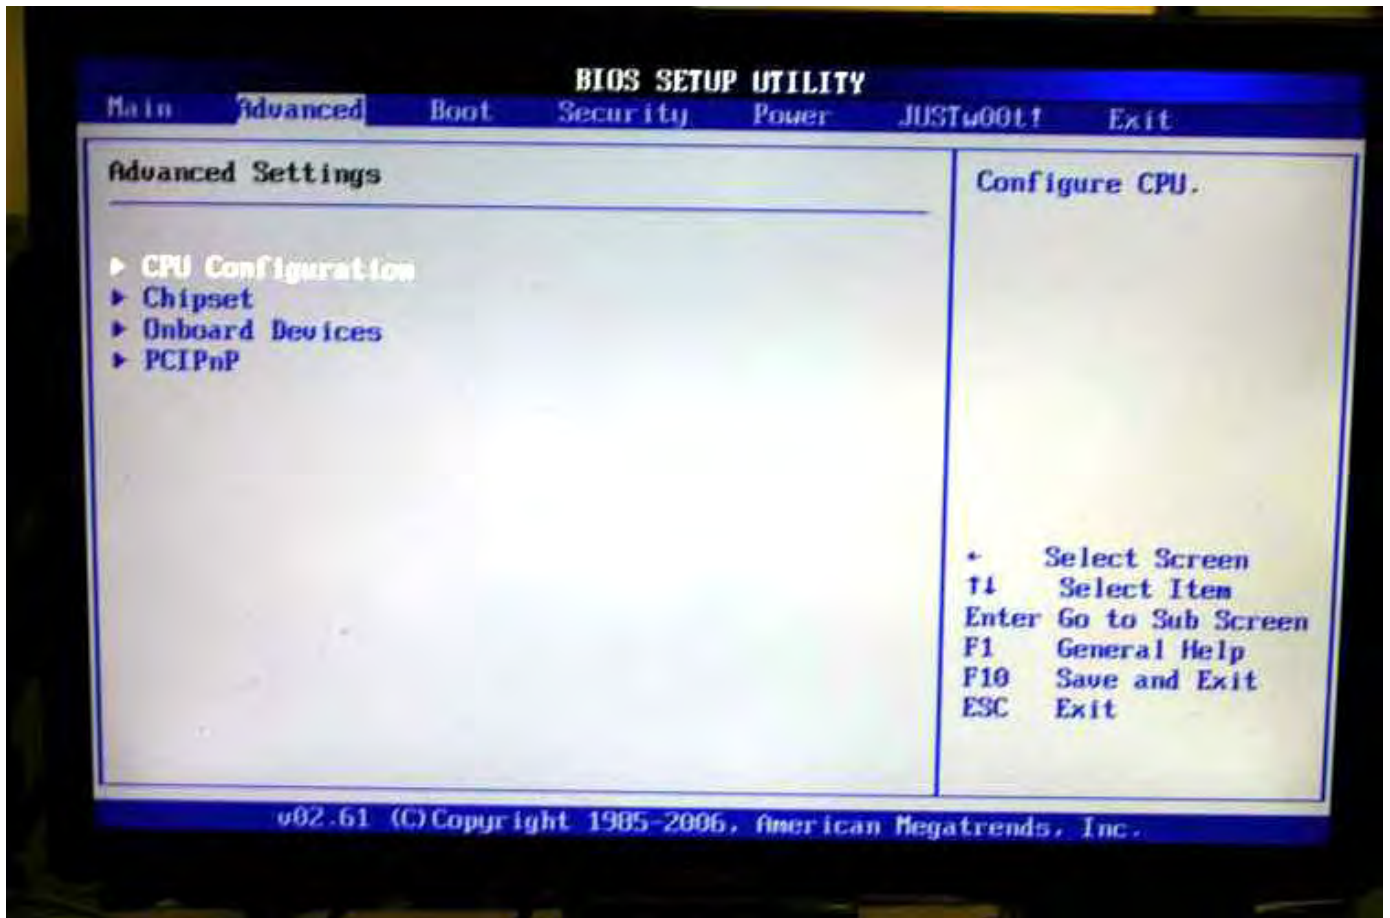 BIOS SETUP UTILITY
Main Advanced Boot Security Power JUSTw00t! Exit
Advanced Settings
Configure CPU.
▶ CPU Configuration
▶ Chipset
▶ Onboard Devices
▶ PCIPnP
← Select Screen
↑↓ Select Item
Enter Go to Sub Screen
F1 General Help
F10 Save and Exit
ESC Exit
v02.61 (C)Copyright 1985-2006, American Megatrends, Inc.